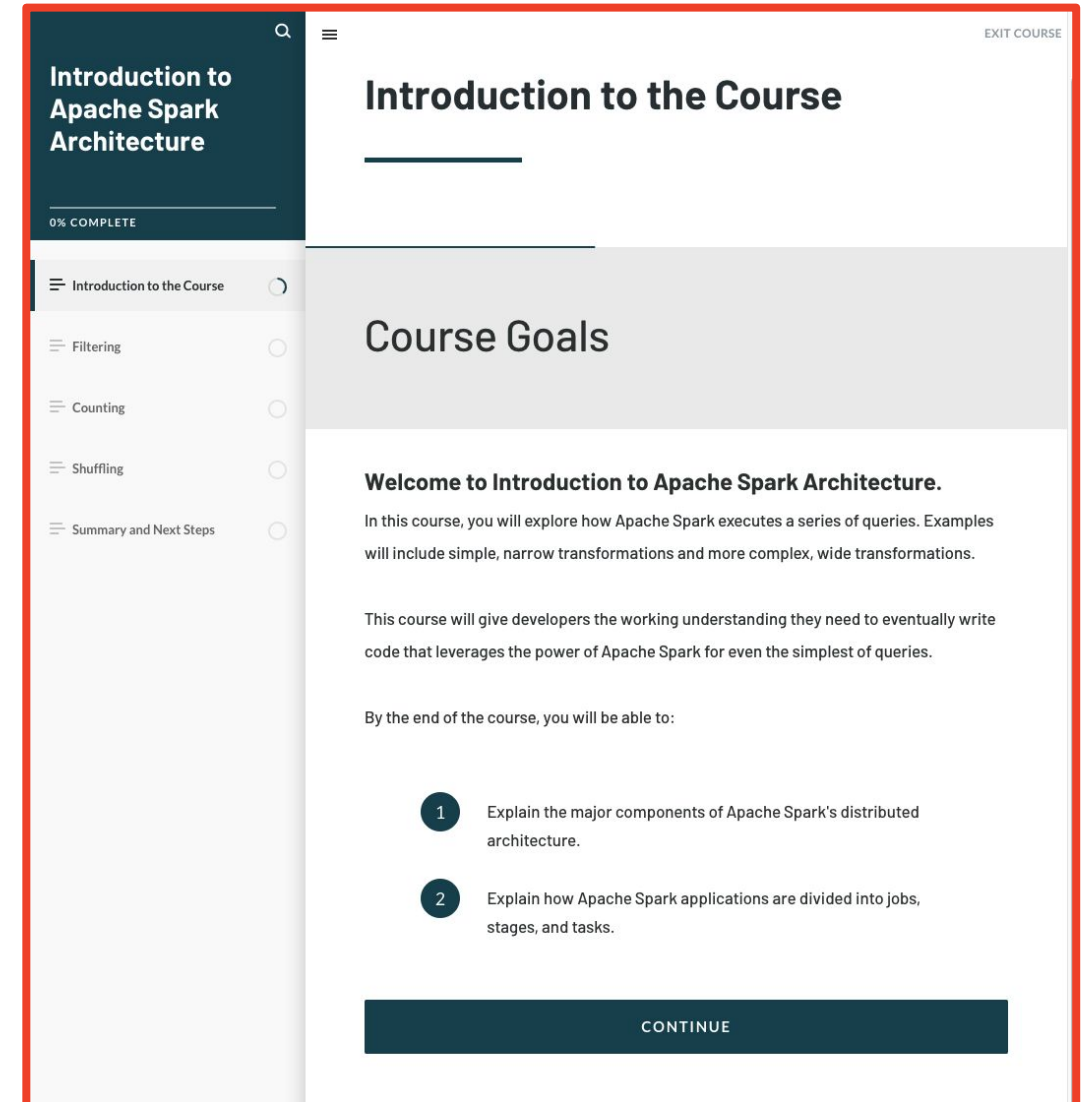 Introduction to
Apache Spark
Architecture
0% COMPLETE
Introduction to the Course
Filtering
Counting
Shuffling
Summary and Next Steps
EXIT COURSE
Introduction to the Course
Course Goals
Welcome to Introduction to Apache Spark Architecture.
In this course, you will explore how Apache Spark executes a series of queries. Examples
will include simple, narrow transformations and more complex, wide transformations.
This course will give developers the working understanding they need to eventually write
code that leverages the power of Apache Spark for even the simplest of queries.
By the end of the course, you will be able to:
1 Explain the major components of Apache Spark's distributed
architecture.
2 Explain how Apache Spark applications are divided into jobs,
stages, and tasks.
CONTINUE